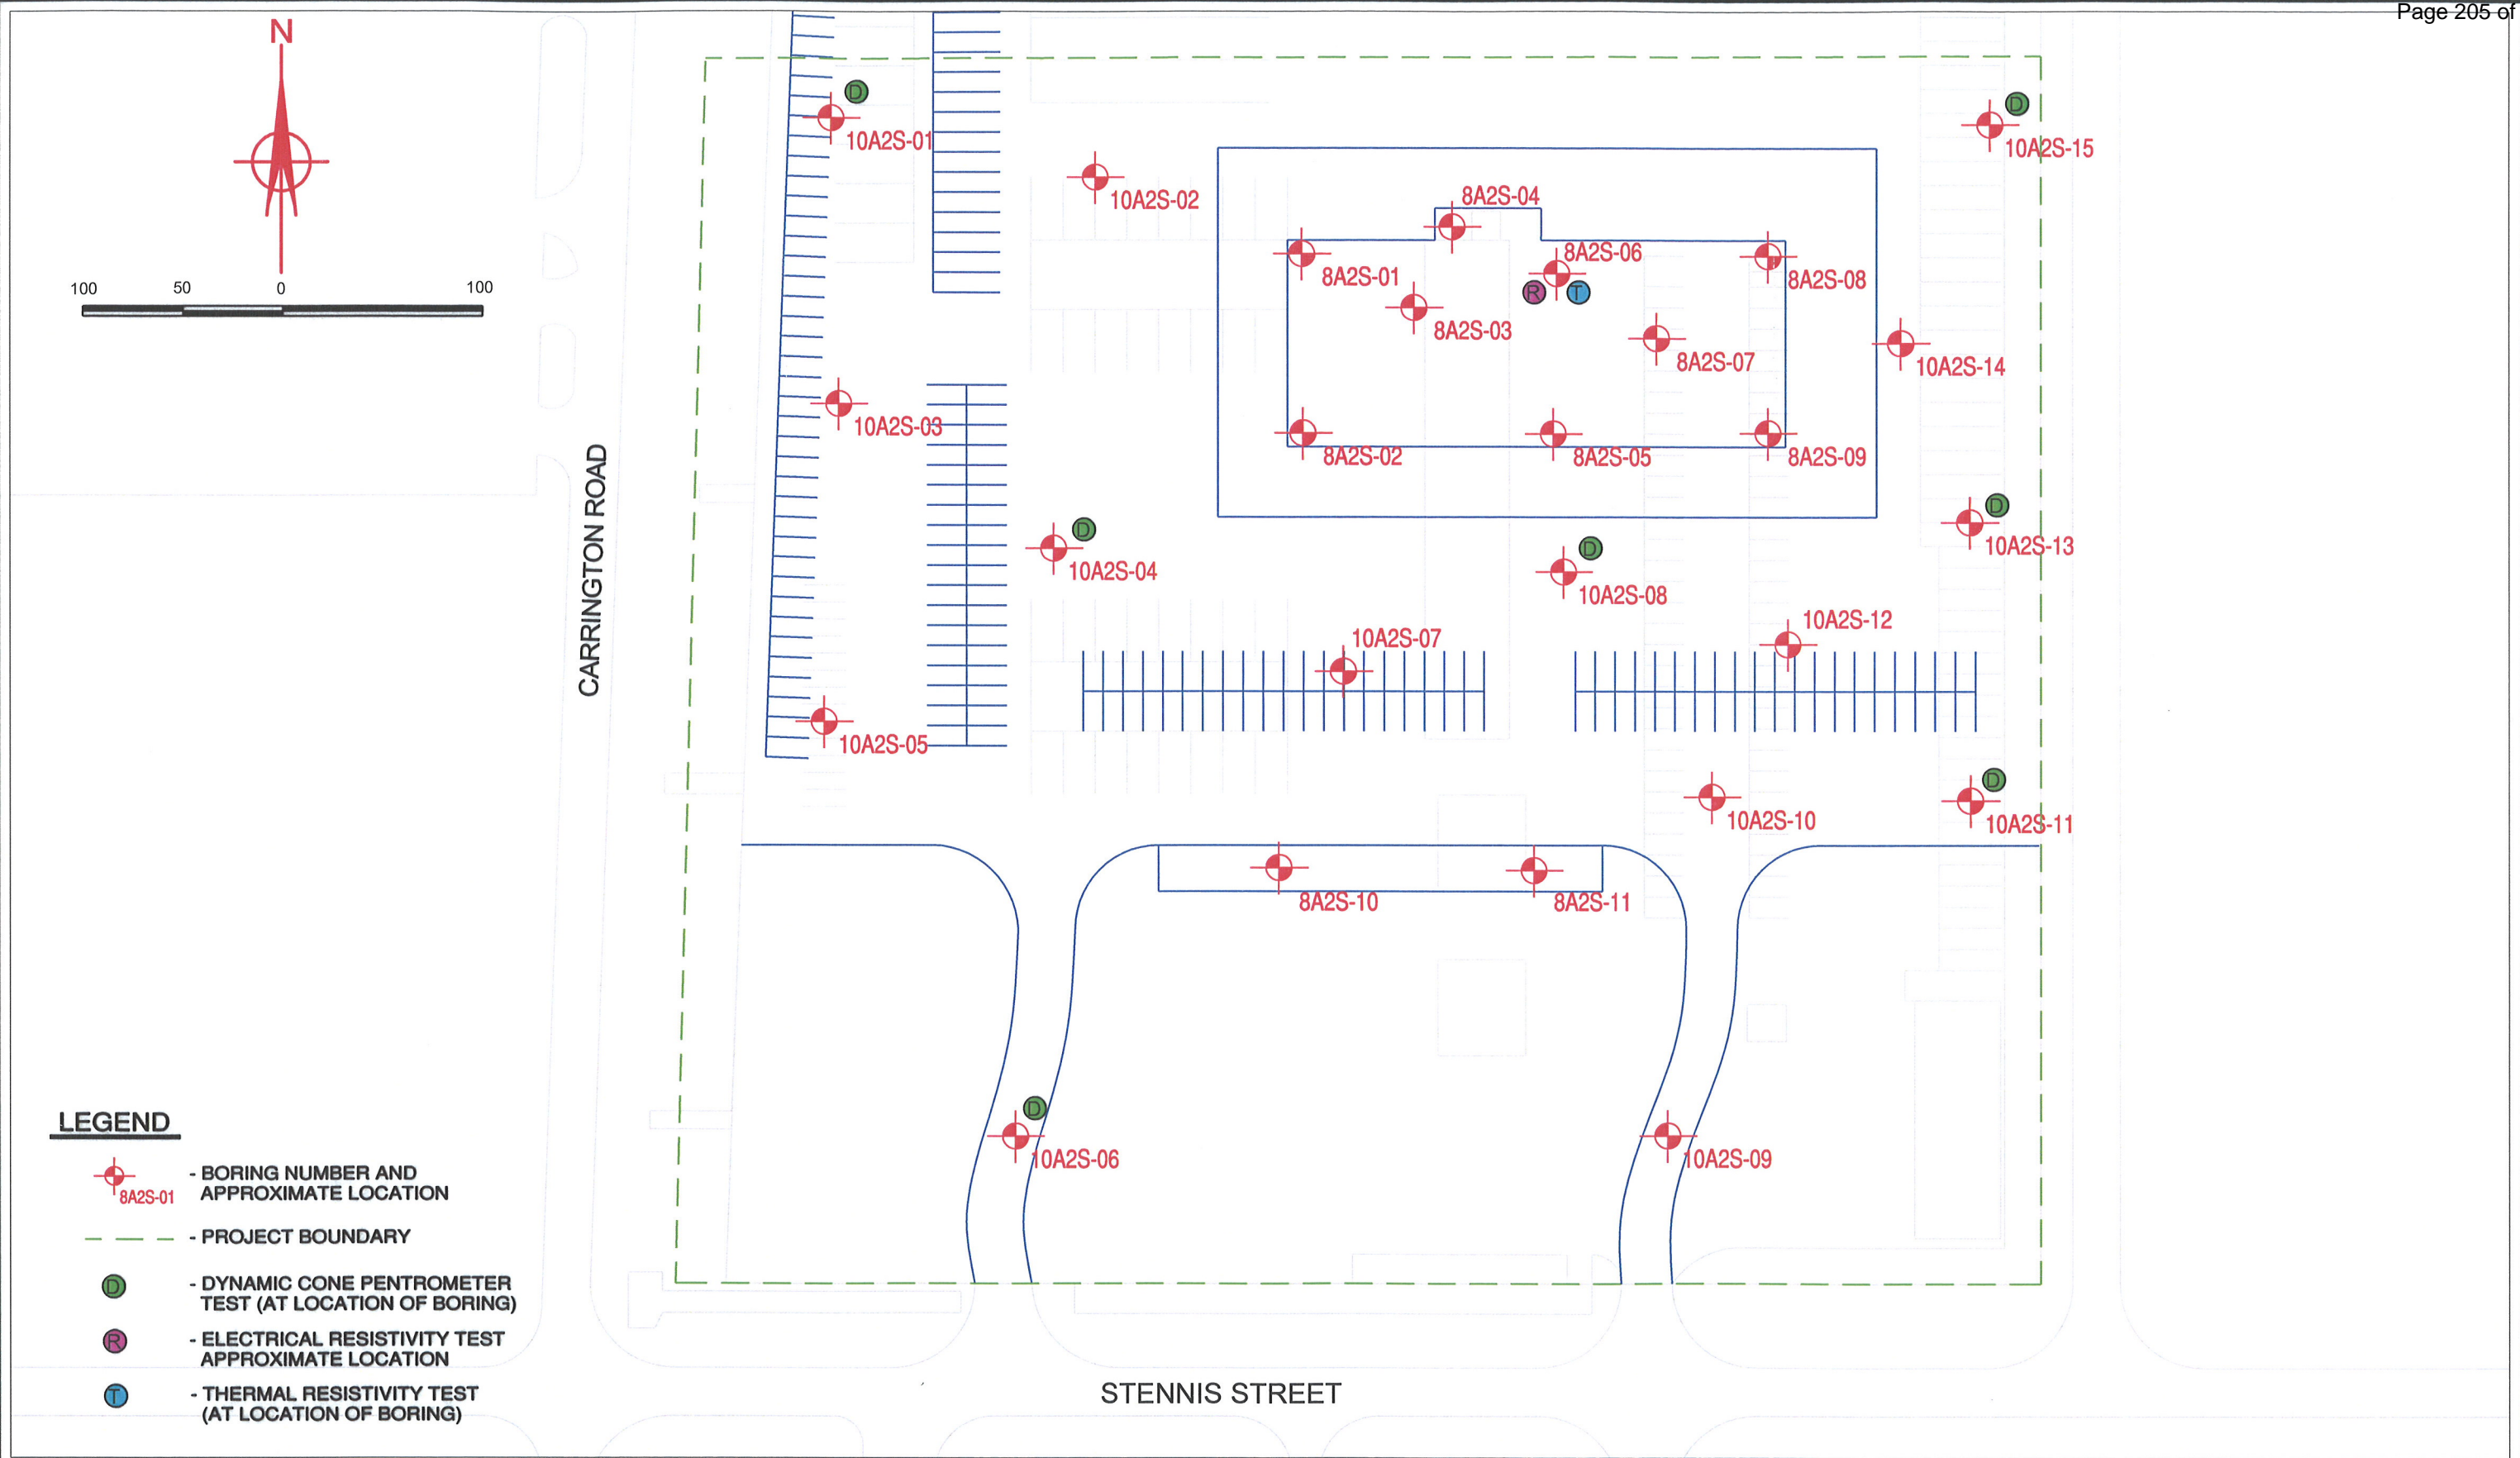 Page 205 of
N
100 50 0 100
D
10A2S-01
D
10A2S-15
10A2S-02
8A2S-04
8A2S-01
8A2S-06
R T
8A2S-08
8A2S-03
8A2S-07
10A2S-14
10A2S-03
8A2S-02
8A2S-05
8A2S-09
CARRINGTON ROAD
D
10A2S-04
D
10A2S-08
D
10A2S-13
10A2S-07
10A2S-12
10A2S-05
10A2S-10
D
10A2S-11
8A2S-10
8A2S-11
D
10A2S-06
10A2S-09
LEGEND
8A2S-01
- BORING NUMBER AND
APPROXIMATE LOCATION
- PROJECT BOUNDARY
D - DYNAMIC CONE PENTROMETER
TEST (AT LOCATION OF BORING)
R - ELECTRICAL RESISTIVITY TEST
APPROXIMATE LOCATION
T - THERMAL RESISTIVITY TEST
(AT LOCATION OF BORING)
STENNIS STREET